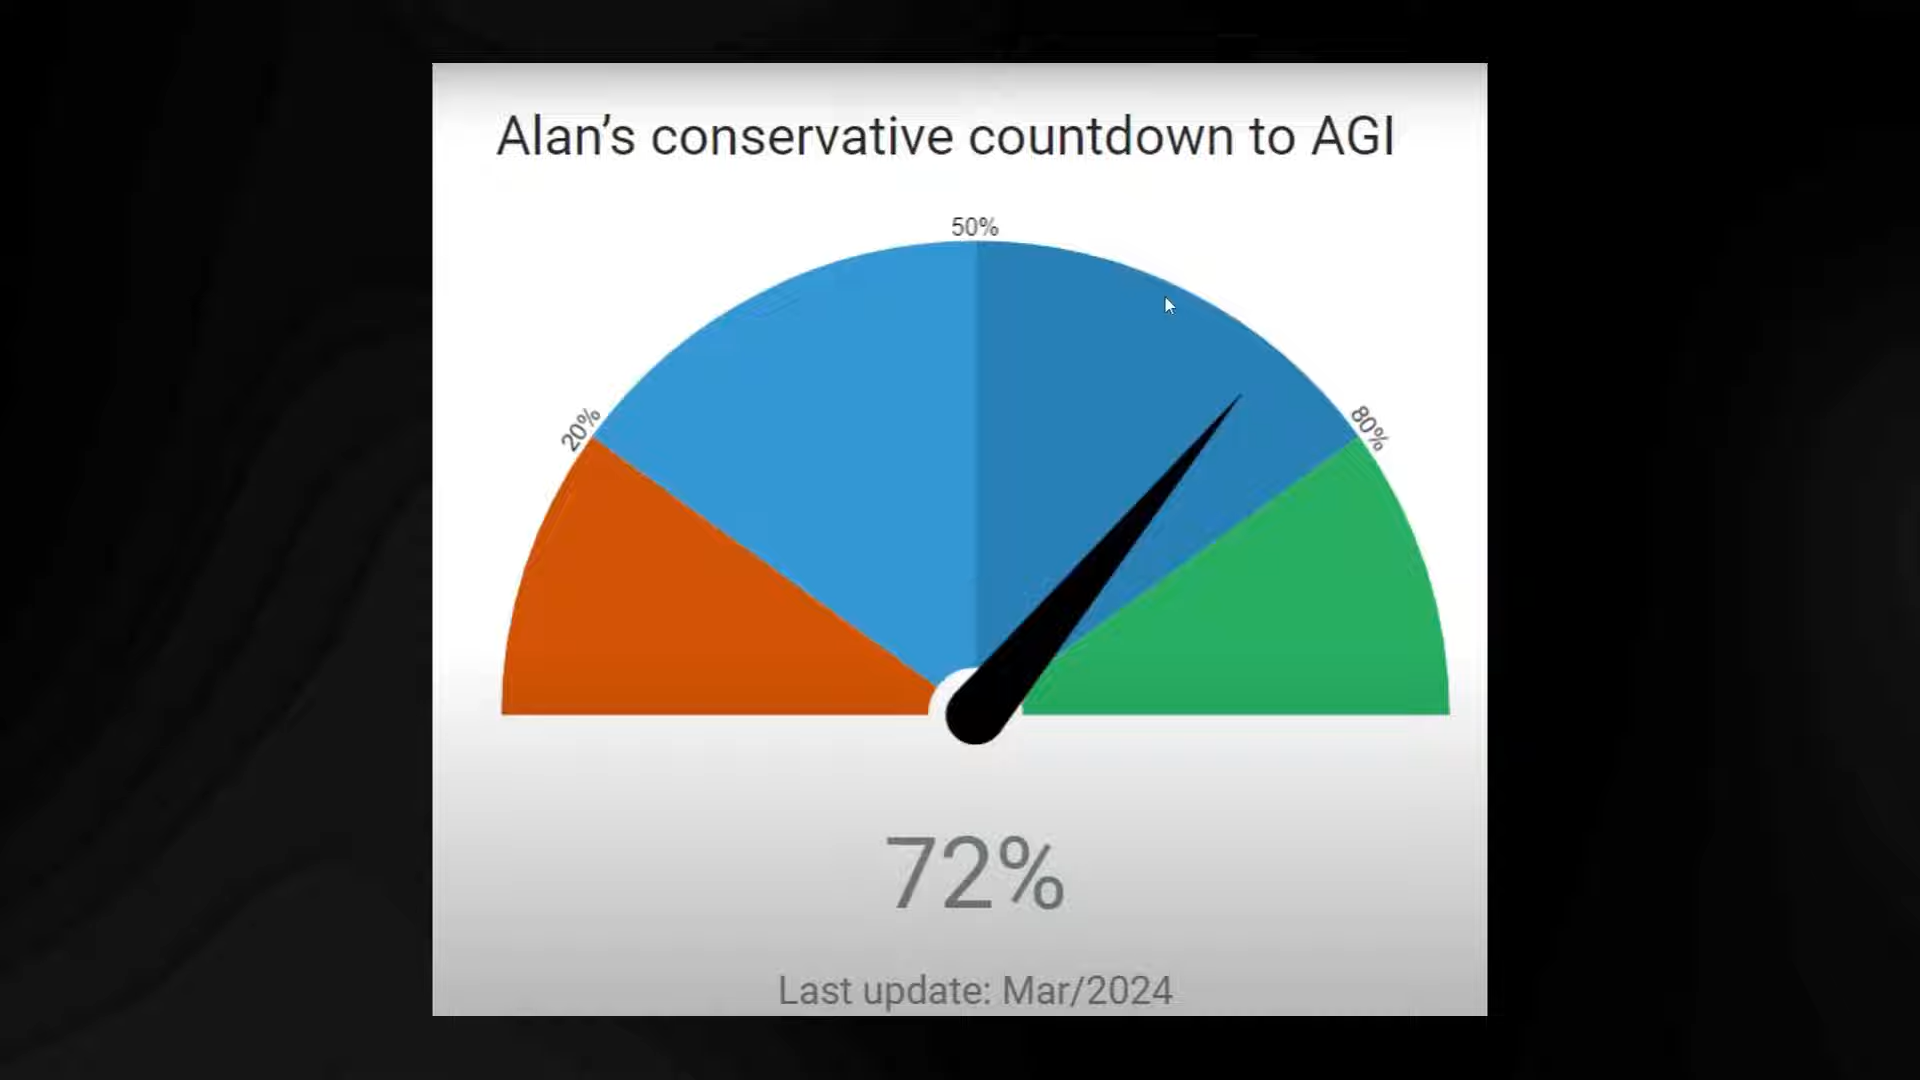 Alan’s conservative countdown to AGI
50%
20%
80%
72%
Last update: Mar/2024